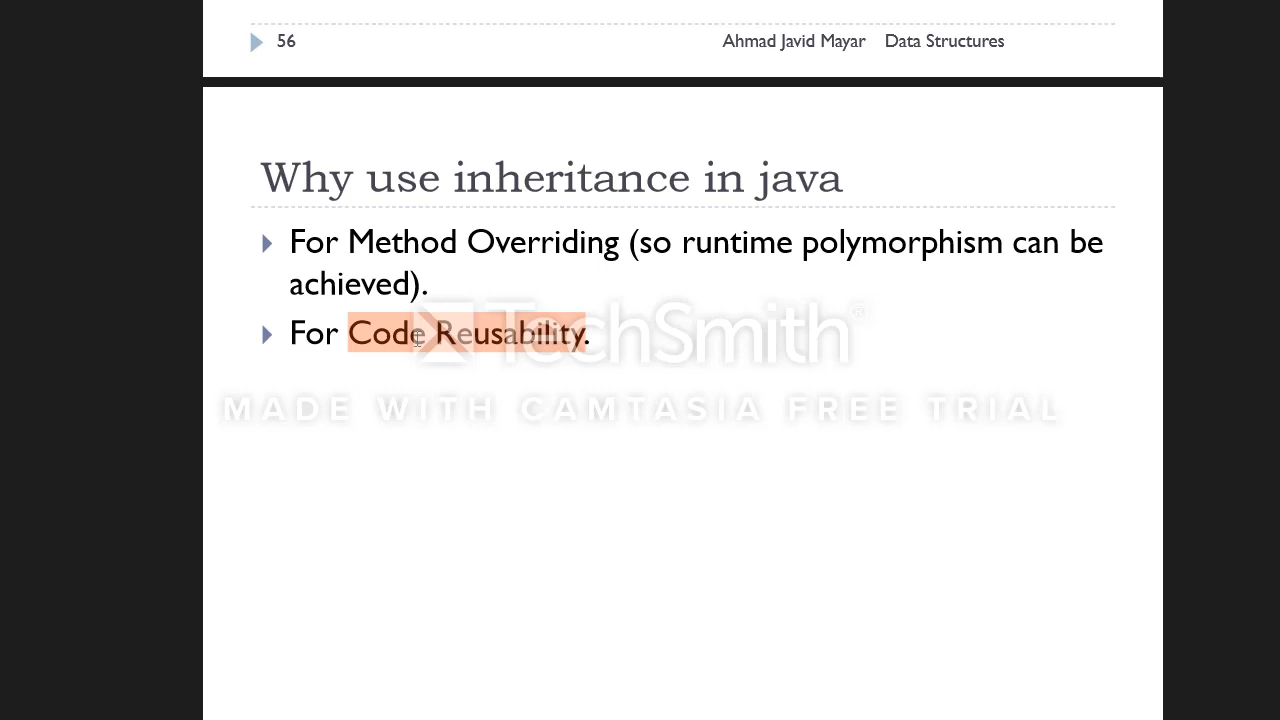 56 Ahmad Javid Mayar Data Structures
Why use inheritance in java
For Method Overriding (so runtime polymorphism can be
achieved).
For Code Reusability.
TechSmith®
MADE WITH CAMTASIA FREE TRIAL